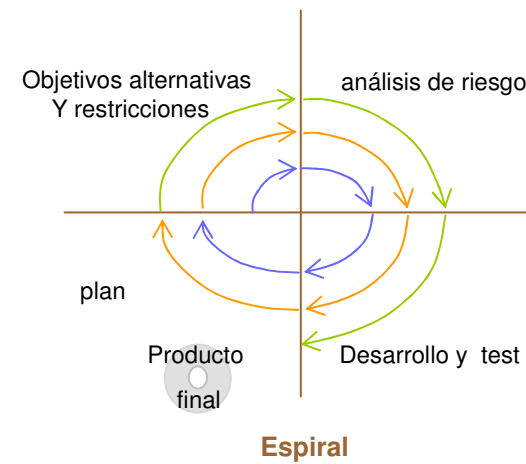 Objetivos alternativas
Y restricciones
análisis de riesgo
plan
Producto
final
Desarrollo y test
Espiral